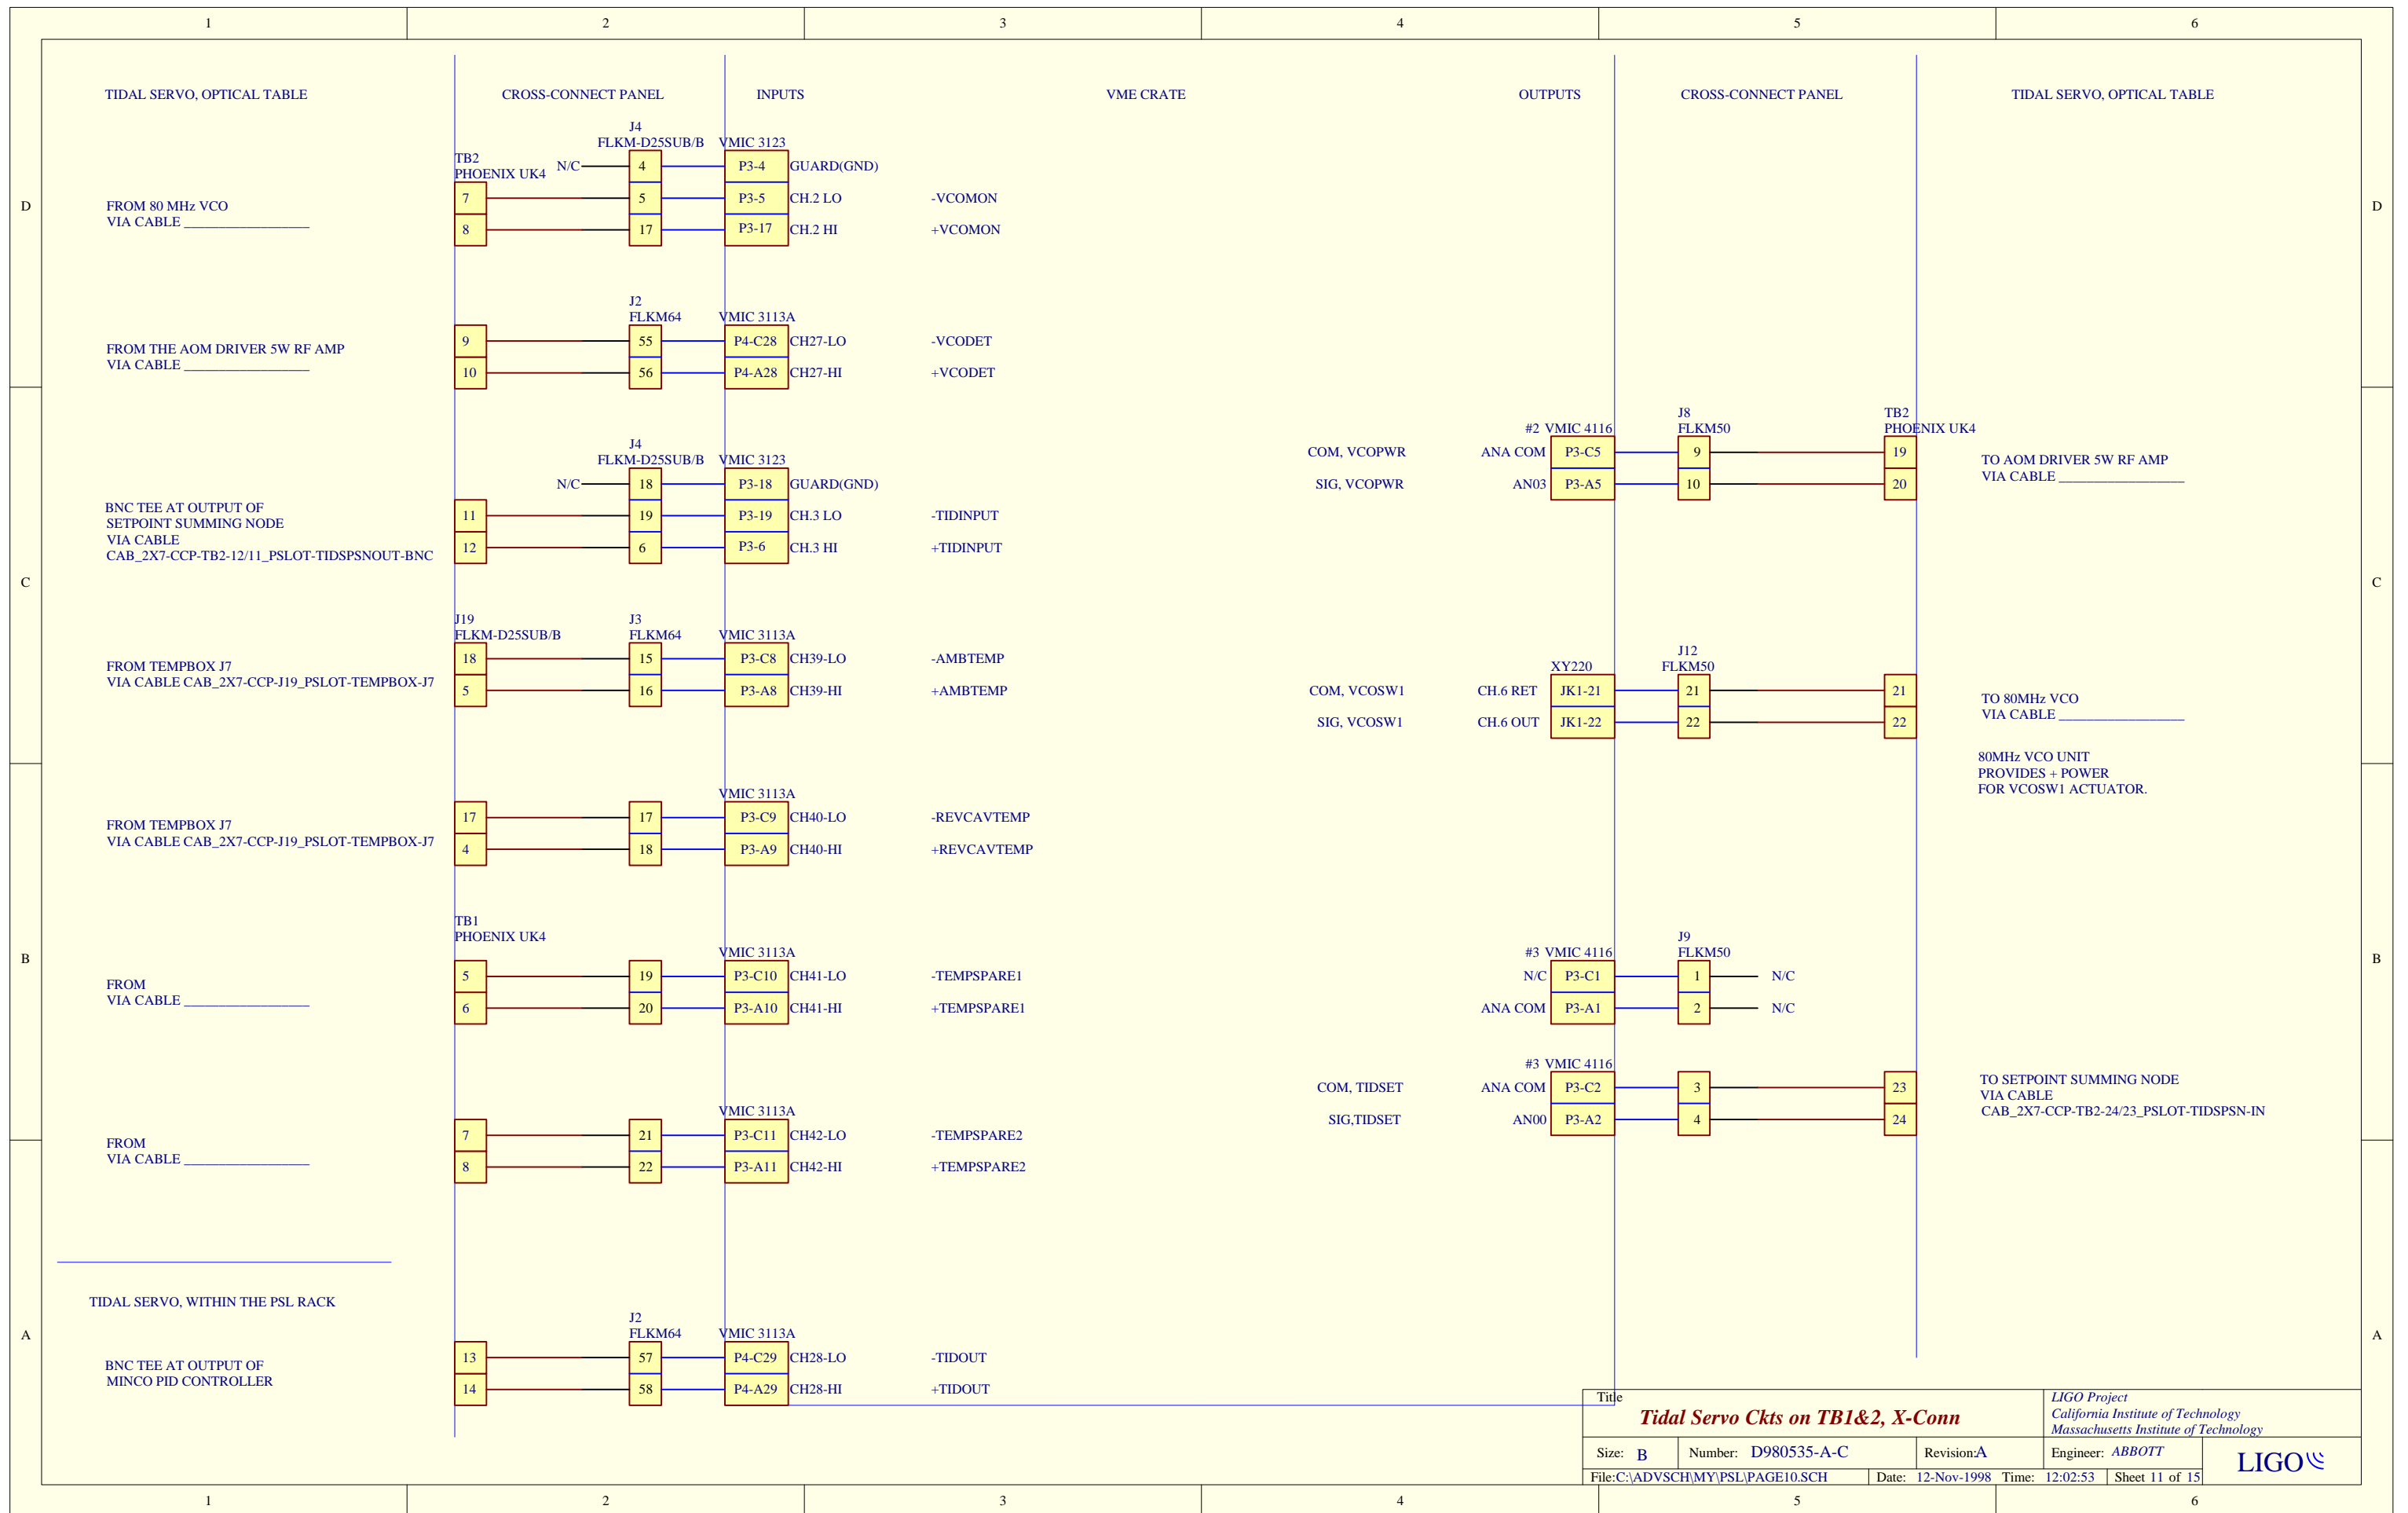 1 2 3 4 5 6
TIDAL SERVO, OPTICAL TABLE CROSS-CONNECT PANEL INPUTS VME CRATE OUTPUTS CROSS-CONNECT PANEL TIDAL SERVO, OPTICAL TABLE
D D
J4
FLKM-D25SUB/B VMIC 3123
TB2
PHOENIX UK4
N/C 4 P3-4 GUARD(GND)
FROM 80 MHz VCO
VIA CABLE __________________
7 5 P3-5 CH.2 LO -VCOMON
8 17 P3-17 CH.2 HI +VCOMON
J2
FLKM64 VMIC 3113A
FROM THE AOM DRIVER 5W RF AMP
VIA CABLE __________________
9 55 P4-C28 CH27-LO -VCODET
10 56 P4-A28 CH27-HI +VCODET
J8 TB2
#2 VMIC 4116 FLKM50 PHOENIX UK4
COM, VCOPWR ANA COM P3-C5 9 19
SIG, VCOPWR AN03 P3-A5 10 20
TO AOM DRIVER 5W RF AMP
VIA CABLE __________________
J4
FLKM-D25SUB/B VMIC 3123
N/C 18 P3-18 GUARD(GND)
BNC TEE AT OUTPUT OF
SETPOINT SUMMING NODE
VIA CABLE
CAB_2X7-CCP-TB2-12/11_PSLOT-TIDSPSNOUT-BNC
11 19 P3-19 CH.3 LO -TIDINPUT
12 6 P3-6 CH.3 HI +TIDINPUT
C C
J19 J3
FLKM-D25SUB/B FLKM64 VMIC 3113A
FROM TEMPBOX J7
VIA CABLE CAB_2X7-CCP-J19_PSLOT-TEMPBOX-J7
18 15 P3-C8 CH39-LO -AMBTEMP
5 16 P3-A8 CH39-HI +AMBTEMP
J12
XY220 FLKM50
COM, VCOSW1 CH.6 RET JK1-21 21 21
SIG, VCOSW1 CH.6 OUT JK1-22 22 22
TO 80MHz VCO
VIA CABLE __________________
80MHz VCO UNIT
PROVIDES + POWER
FOR VCOSW1 ACTUATOR.
VMIC 3113A
FROM TEMPBOX J7
VIA CABLE CAB_2X7-CCP-J19_PSLOT-TEMPBOX-J7
17 17 P3-C9 CH40-LO -REVCAVTEMP
4 18 P3-A9 CH40-HI +REVCAVTEMP
B B
TB1
PHOENIX UK4
VMIC 3113A
FROM
VIA CABLE __________________
5 19 P3-C10 CH41-LO -TEMPSPARE1
6 20 P3-A10 CH41-HI +TEMPSPARE1
J9
#3 VMIC 4116 FLKM50
N/C P3-C1 1 N/C
ANA COM P3-A1 2 N/C
#3 VMIC 4116
COM, TIDSET ANA COM P3-C2 3 23
SIG,TIDSET AN00 P3-A2 4 24
TO SETPOINT SUMMING NODE
VIA CABLE
CAB_2X7-CCP-TB2-24/23_PSLOT-TIDSPSN-IN
VMIC 3113A
FROM
VIA CABLE __________________
7 21 P3-C11 CH42-LO -TEMPSPARE2
8 22 P3-A11 CH42-HI +TEMPSPARE2
TIDAL SERVO, WITHIN THE PSL RACK
A A
J2
FLKM64 VMIC 3113A
BNC TEE AT OUTPUT OF
MINCO PID CONTROLLER
13 57 P4-C29 CH28-LO -TIDOUT
14 58 P4-A29 CH28-HI +TIDOUT
Title
Tidal Servo Ckts on TB1&2, X-Conn
LIGO Project
California Institute of Technology
Massachusetts Institute of Technology
Size: B Number: D980535-A-C Revision:A Engineer: ABBOTT
LIGO
File:C:\ADVSCH\MY\PSL\PAGE10.SCH Date: 12-Nov-1998 Time: 12:02:53 Sheet 11 of 15
1 2 3 4 5 6